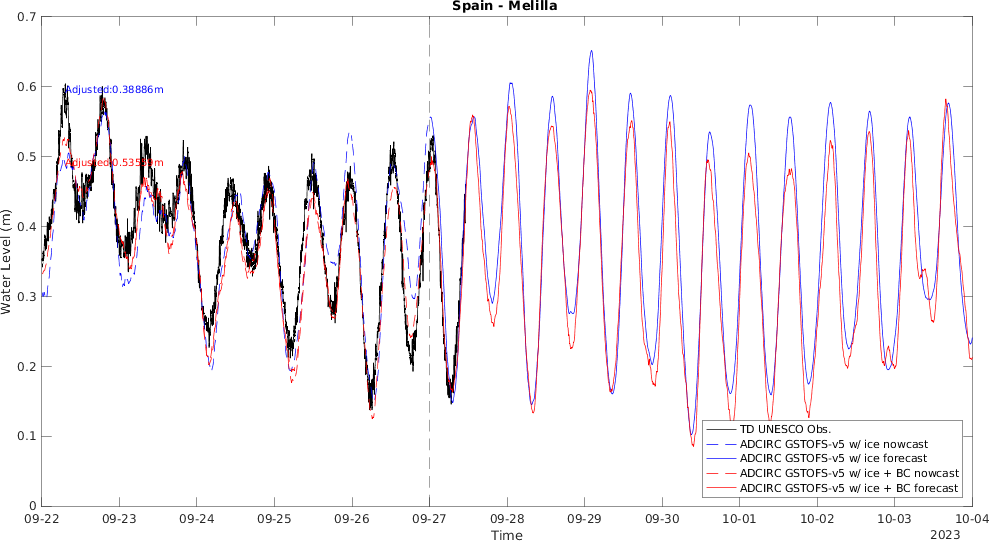 Spain - Melilla
0.7
0.6
0.5
0.4
0.3
0.2
0.1
0
Water Level (m)
Adjusted:0.38886m
TD UNESCO Obs.
ADCIRC GSTOFS-v5 w/ ice nowcast
ADCIRC GSTOFS-v5 w/ ice forecast
ADCIRC GSTOFS-v5 w/ ice + BC nowcast
ADCIRC GSTOFS-v5 w/ ice + BC forecast
09-22 09-23 09-24 09-25 09-26 09-27 09-28 09-29 09-30 10-01 10-02 10-03 10-04
Time
2023